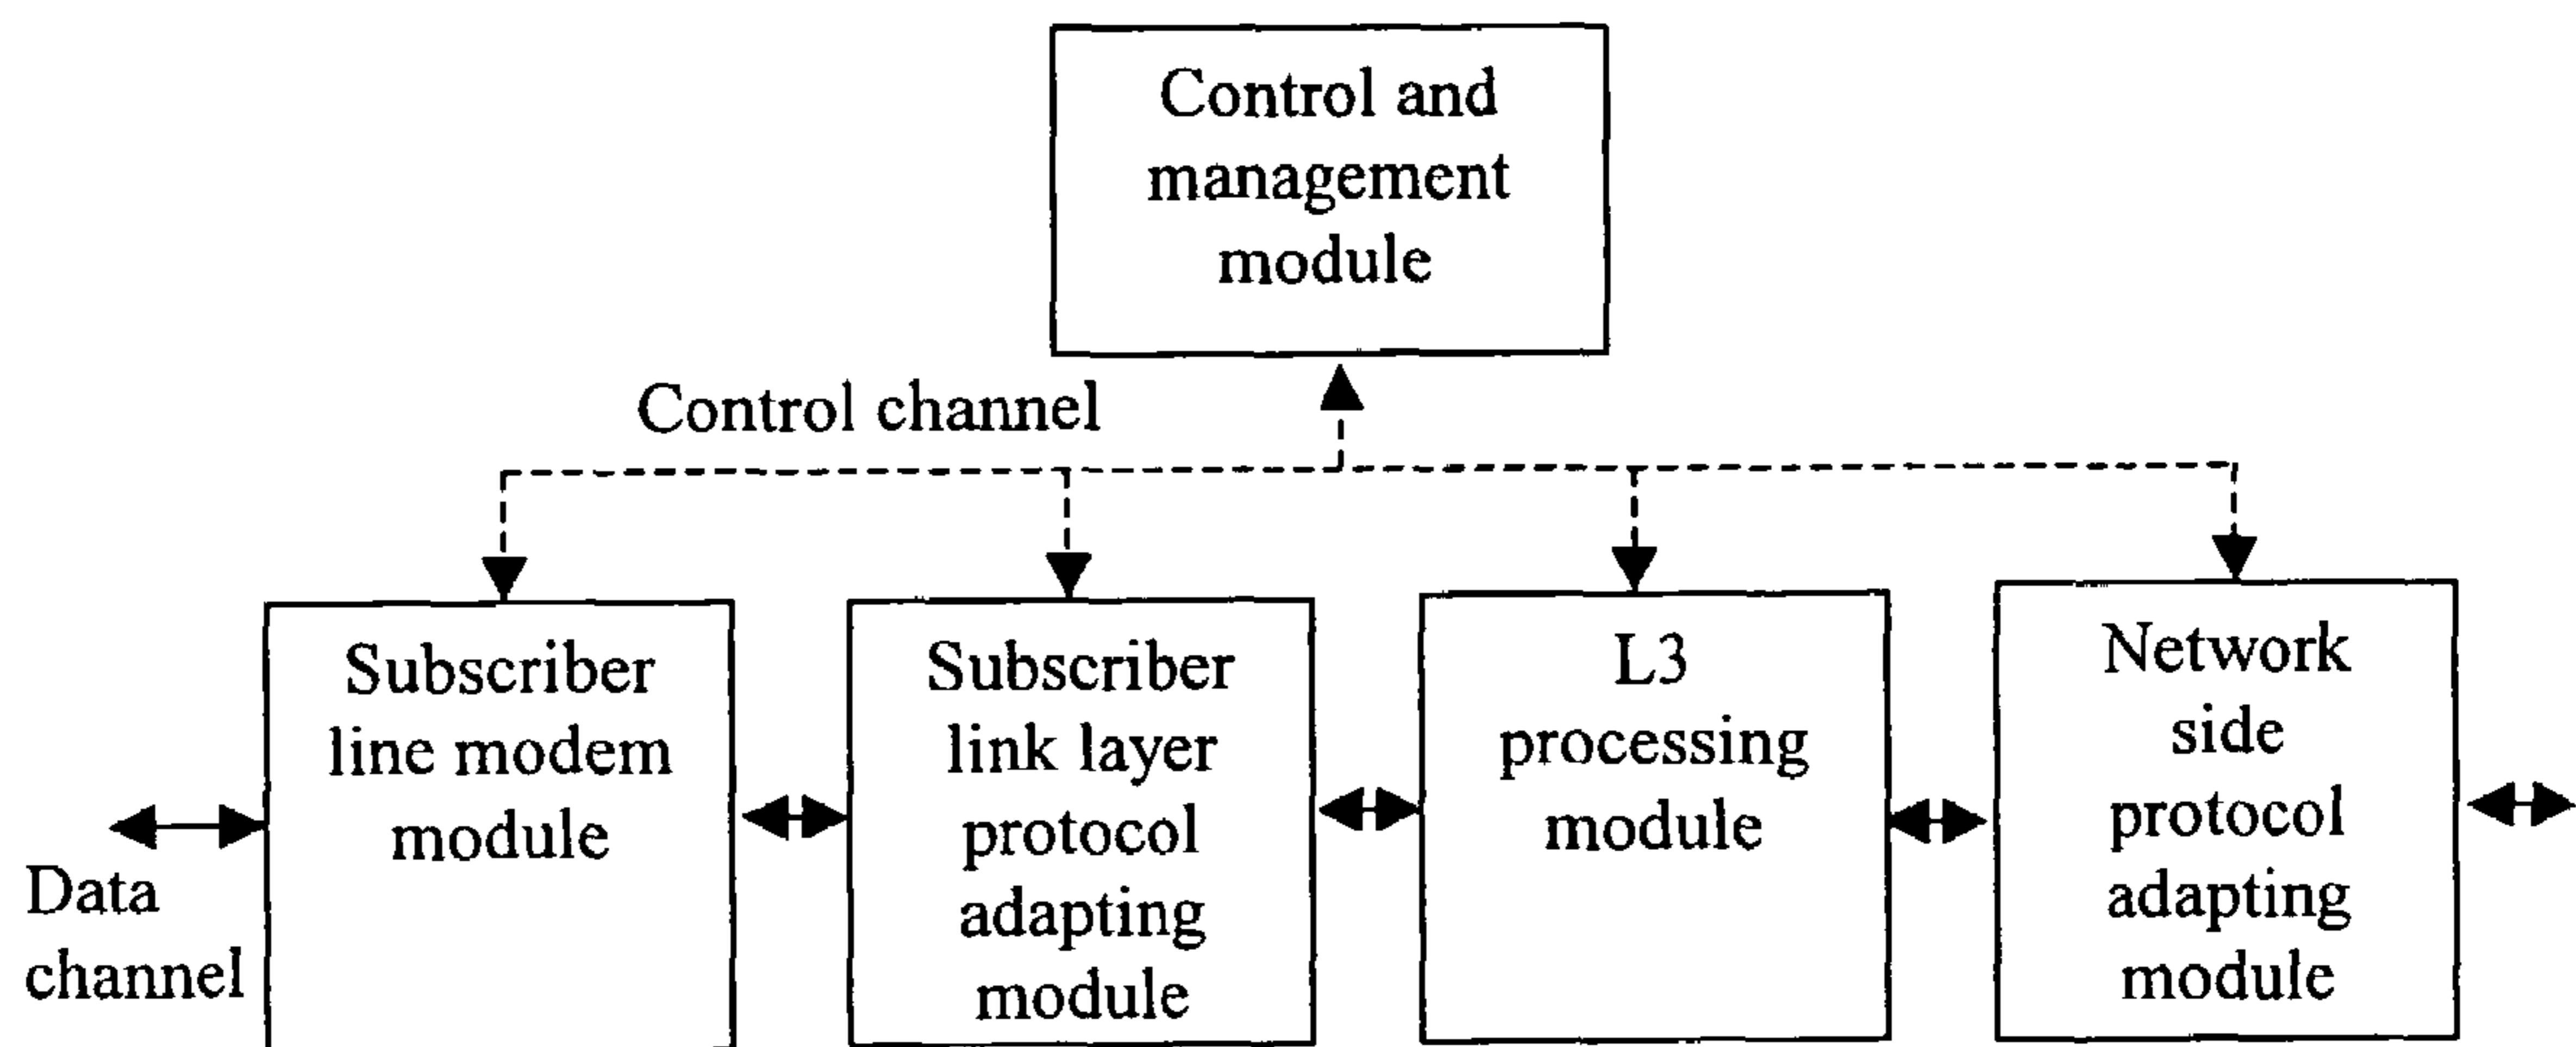 Control and
management
module
Control channel
Subscriber
line modem
module
Subscriber
link layer
protocol
adapting
module
L3
processing
module
Network
side
protocol
adapting
module
Data
channel